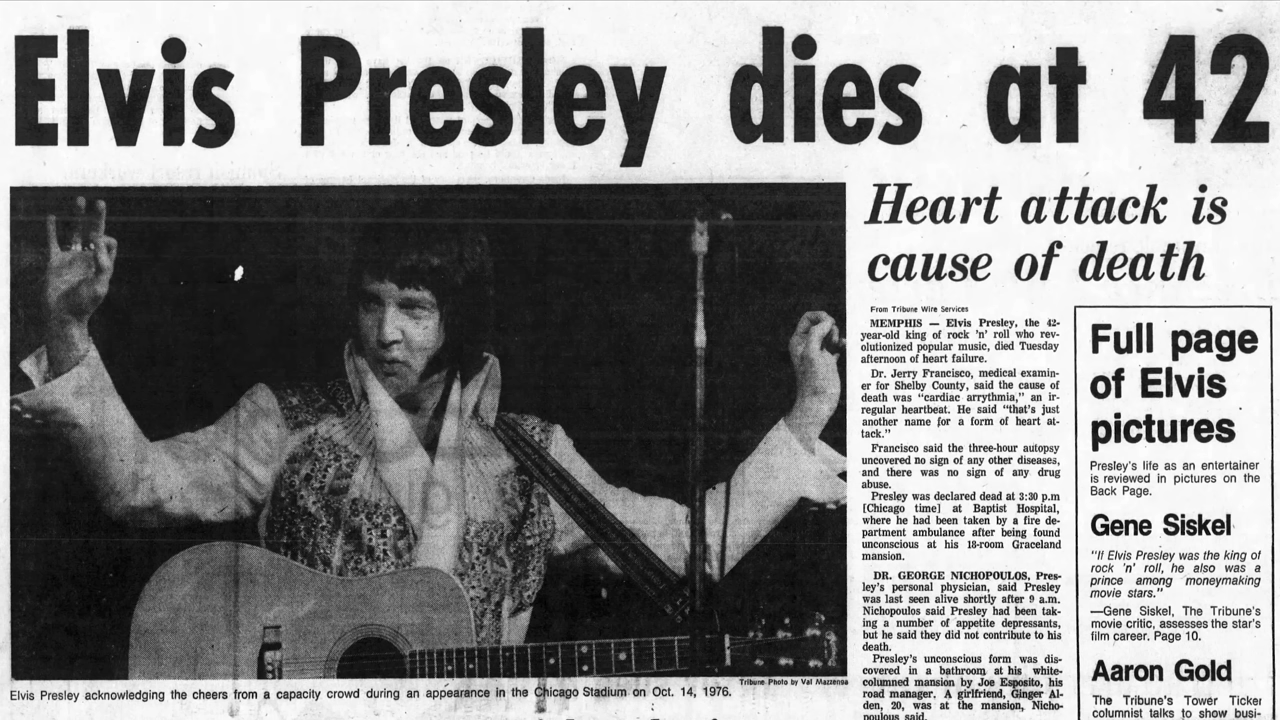 Elvis Presley dies at 42
Heart attack is
cause of death
From Tribune Wire Services
MEMPHIS — Elvis Presley, the 42-
year-old king of rock 'n' roll who rev-
olutionized popular music, died Tuesday
afternoon of heart failure.
Dr. Jerry Francisco, medical examin-
er for Shelby County, said the cause of
death was "cardiac arrythmia," an ir-
regular heartbeat. He said "that's just
another name for a form of heart at-
tack."
Francisco said the three-hour autopsy
uncovered no sign of any other diseases,
and there was no sign of any drug
abuse.
Presley was declared dead at 3:30 p.m
[Chicago time] at Baptist Hospital,
where he had been taken by a fire de-
partment ambulance after being found
unconscious at his 18-room Graceland
mansion.
DR. GEORGE NICHOPOULOS, Pres-
ley's personal physician, said Presley
was last seen alive shortly after 9 a.m.
Nichopoulos said Presley had been tak-
ing a number of appetite depressants,
but he said they did not contribute to his
death.
Presley's unconscious form was dis-
covered in a bathroom at his white-
columned mansion by Joe Esposito, his
road manager. A girlfriend, Ginger Al-
den, 20, was at the mansion, Nicho-
poulos said.
Full page
of Elvis
pictures
Presley's life as an entertainer
is reviewed in pictures on the
Back Page.
Gene Siskel
"If Elvis Presley was the king of
rock 'n' roll, he also was a
prince among moneymaking
movie stars."
—Gene Siskel, The Tribune's
movie critic, assesses the star's
film career. Page 10.
Aaron Gold
The Tribune's Tower Ticker
columnist talks to show busi-
Tribune Photo by Val Mazzenga
Elvis Presley acknowledging the cheers from a capacity crowd during an appearance in the Chicago Stadium on Oct. 14, 1976.